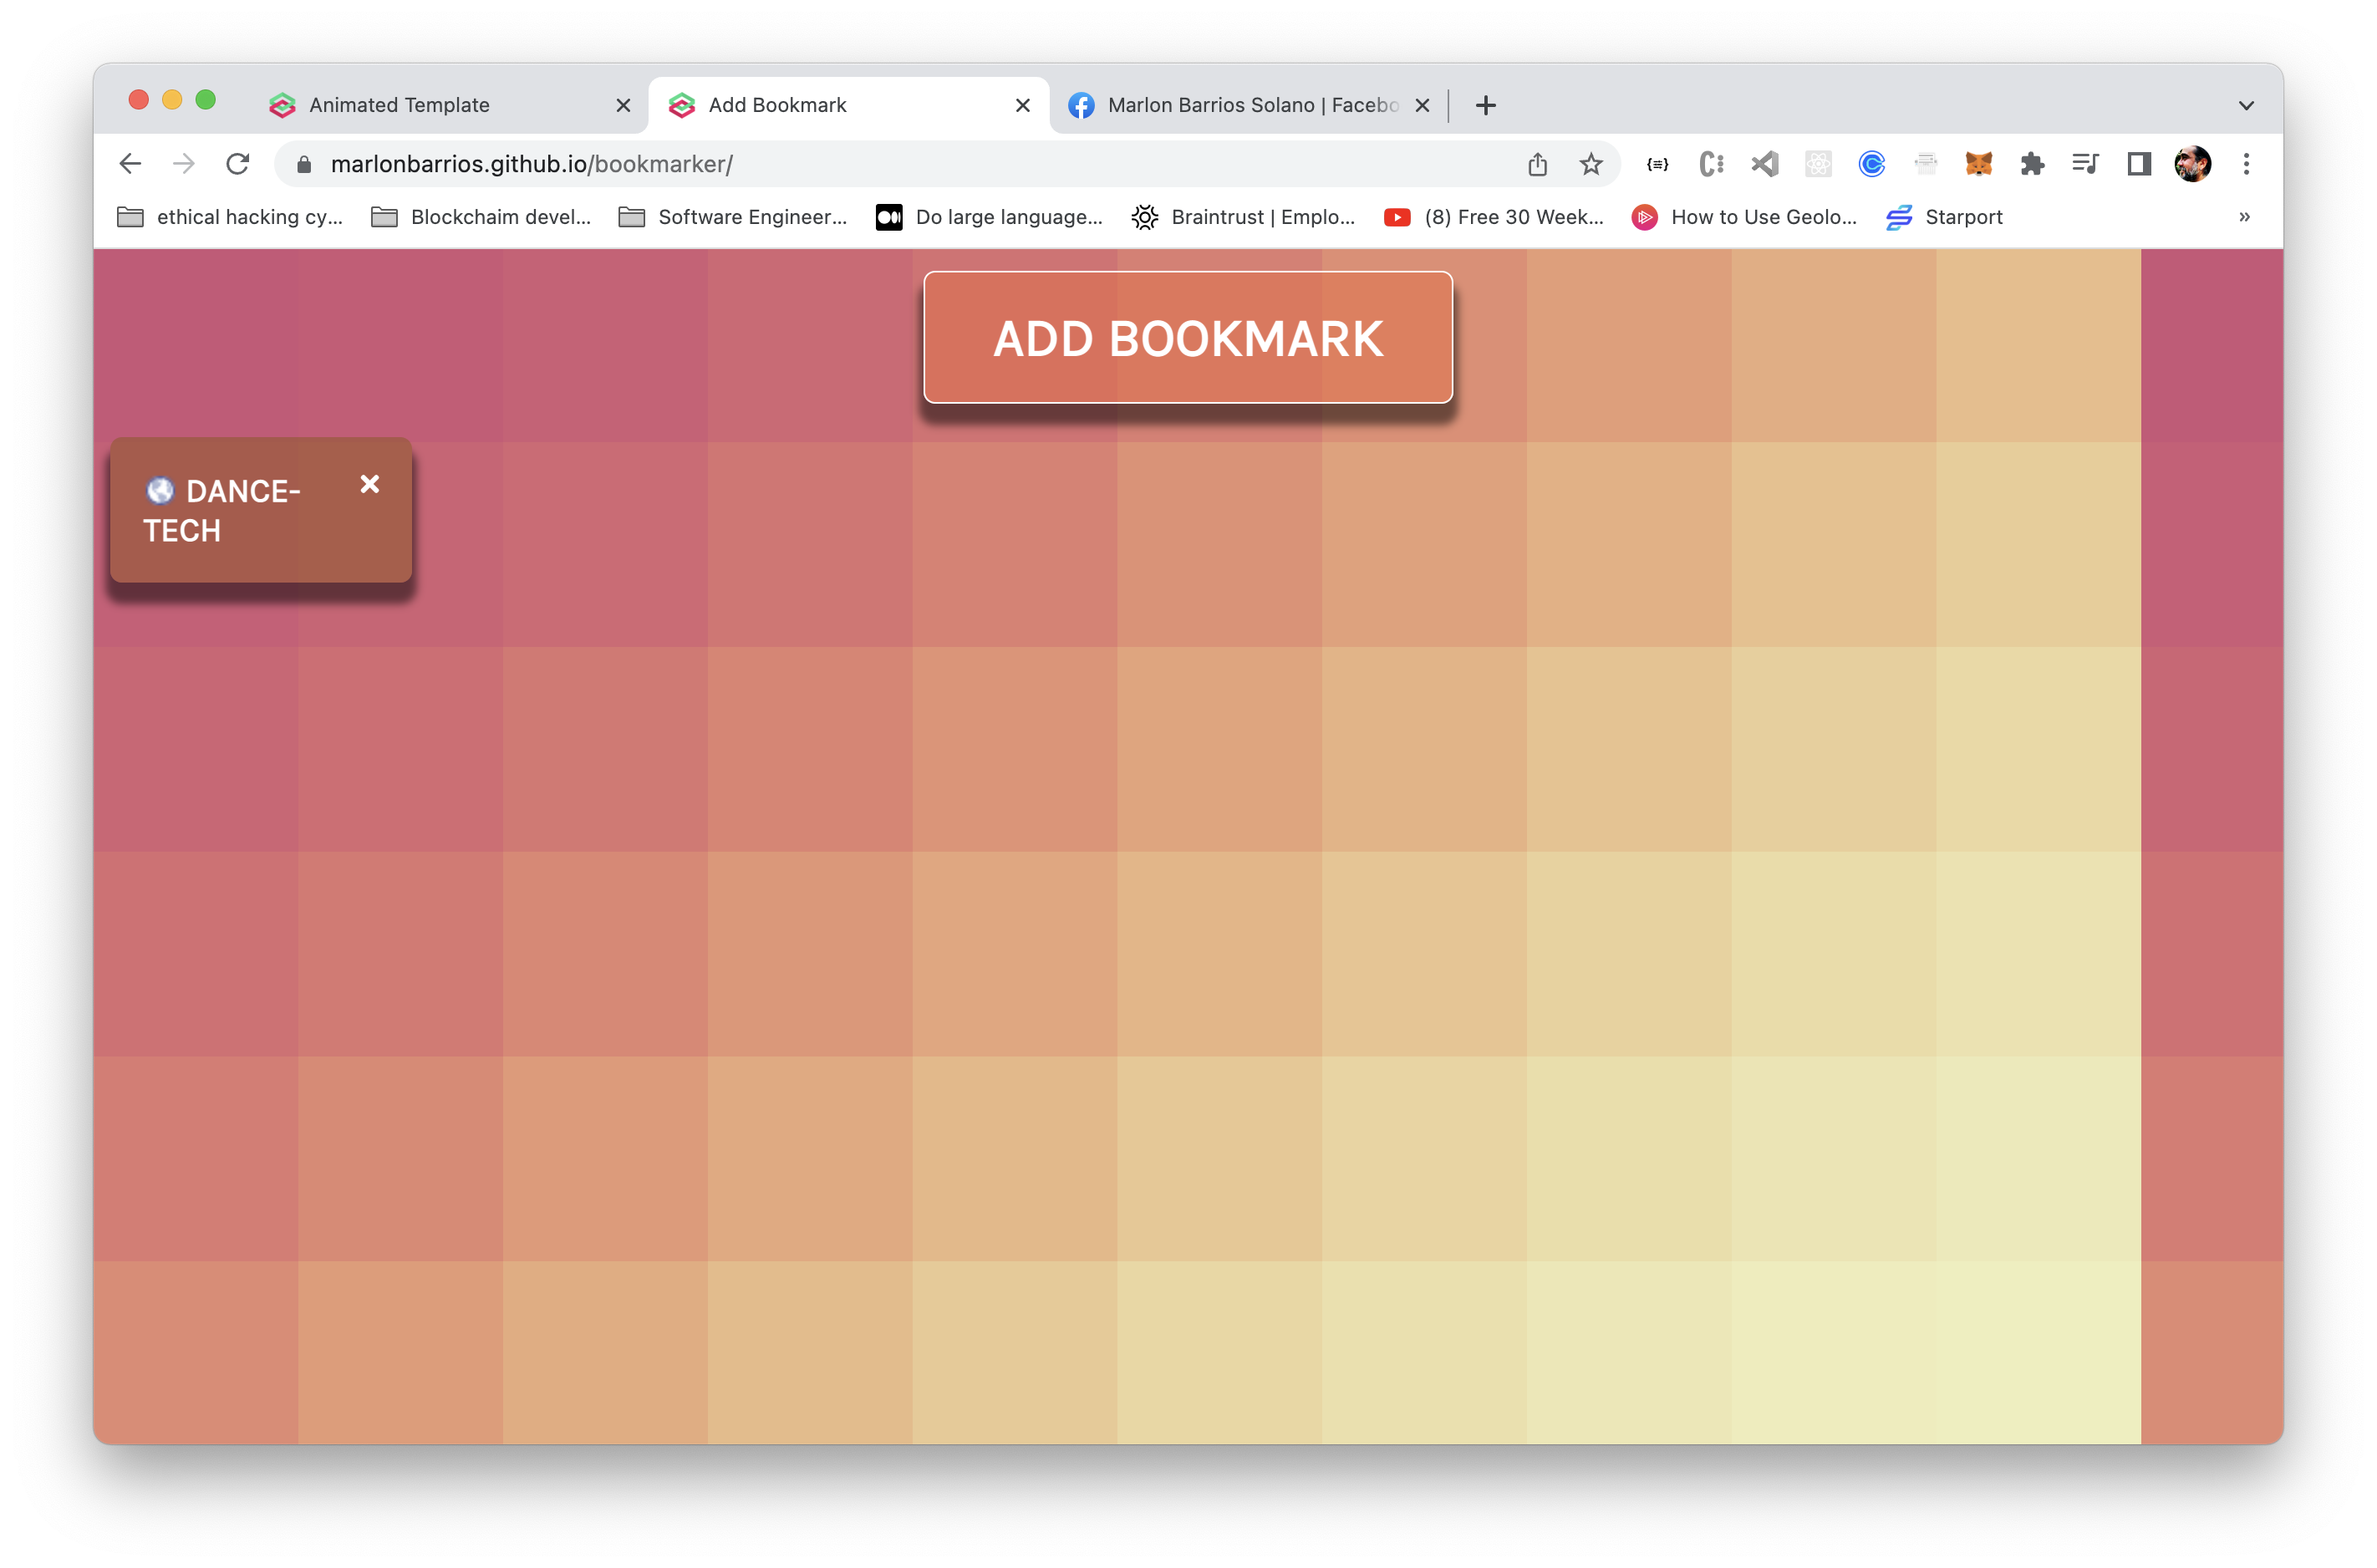 Animated Template
Add Bookmark
Marlon Barrios Solano | Facebo
marlonbarrios.github.io/bookmarker/
ethical hacking cy...
Blockchaim devel...
Software Engineer...
Do large language...
Braintrust | Emplo...
(8) Free 30 Week...
How to Use Geolo...
Starport
»
ADD BOOKMARK
DANCE-
TECH